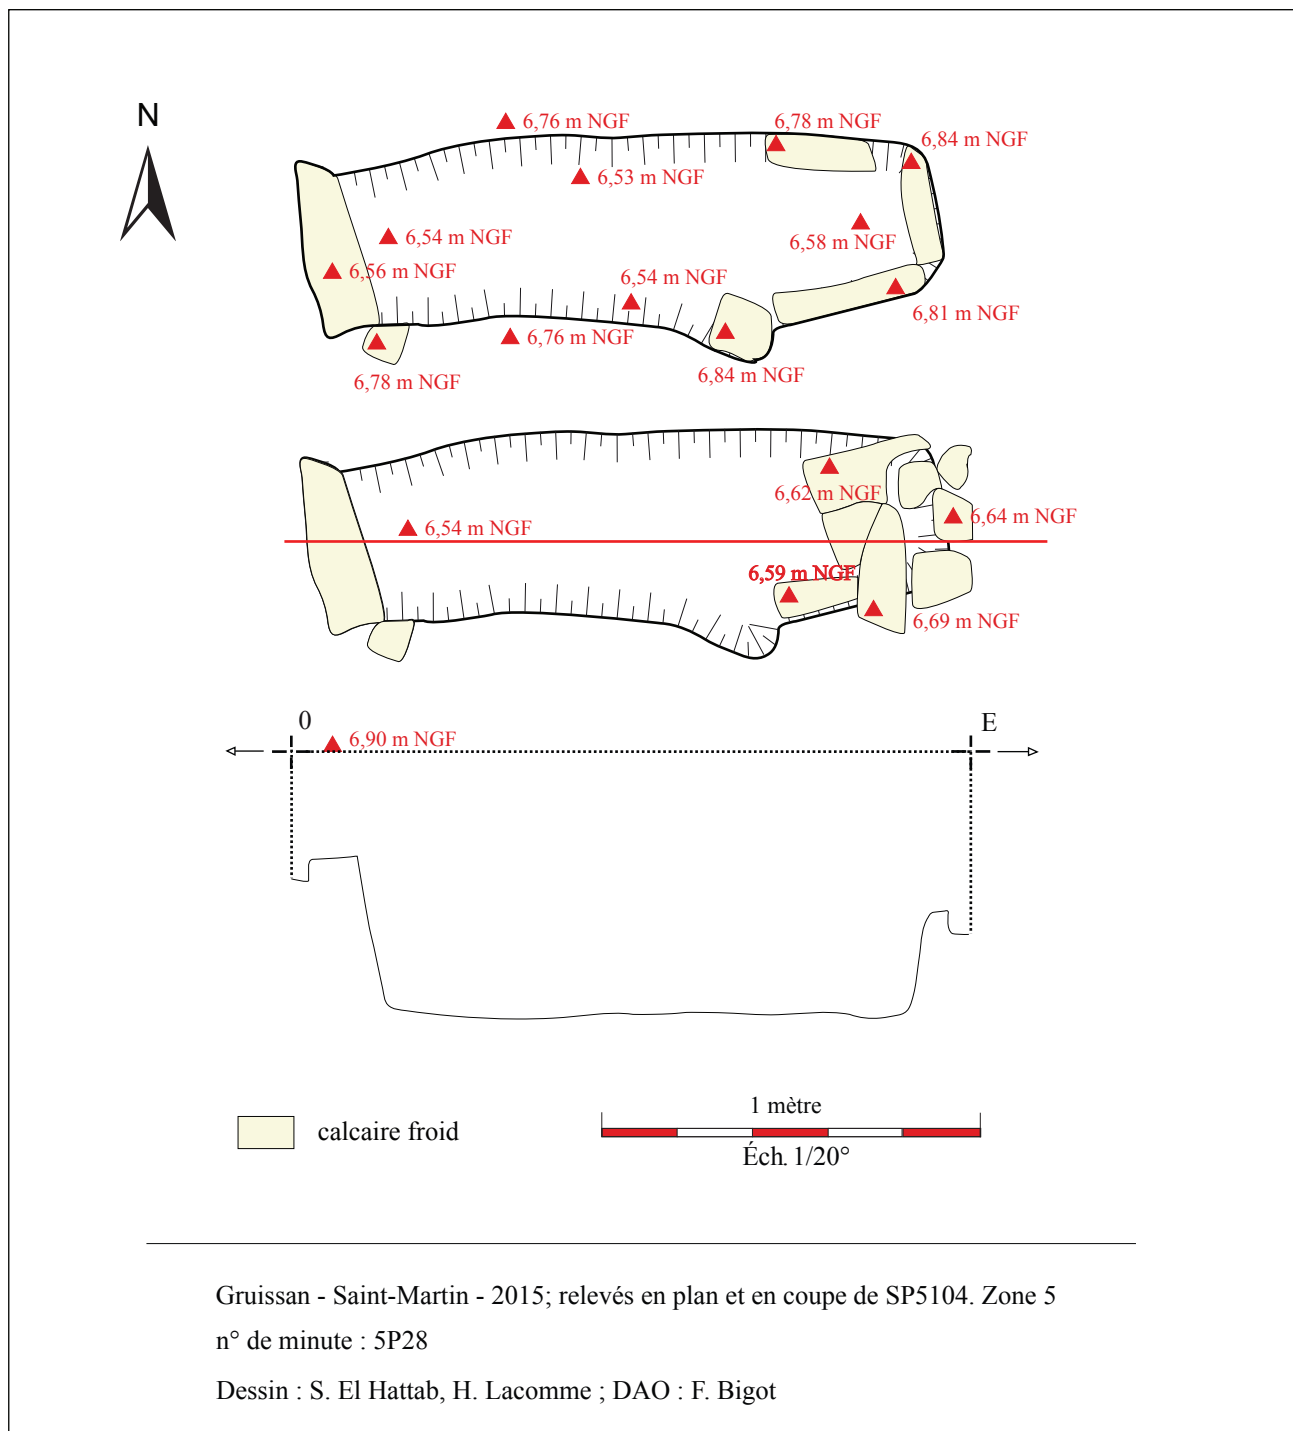 N
6,76 m NGF
6,78 m NGF
6,84 m NGF
6,53 m NGF
6,54 m NGF
6,58 m NGF
6,56 m NGF
6,54 m NGF
6,81 m NGF
6,76 m NGF
6,78 m NGF
6,84 m NGF
6,62 m NGF
6,54 m NGF
6,64 m NGF
6,59 m NGF
6,69 m NGF
0
E
6,90 m NGF
1 mètre
calcaire froid
Éch. 1/20°
Gruissan - Saint-Martin - 2015; relevés en plan et en coupe de SP5104. Zone 5
n° de minute : 5P28
Dessin : S. El Hattab, H. Lacomme ; DAO : F. Bigot